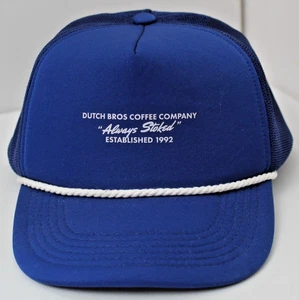 DUTCH BROS COFFEE COMPANY
"Always Stoked"
ESTABLISHED 1992